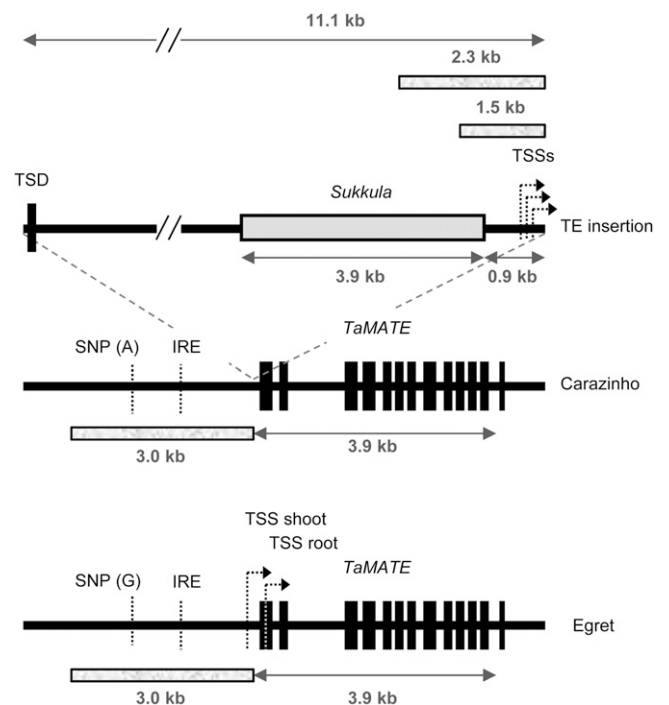 11.1 kb
2.3 kb
1.5 kb
TSSs
TSD
Sukkula
TE insertion
3.9 kb
0.9 kb
TaMATE
SNP (A)
IRE
Carazinho
3.0 kb
3.9 kb
TSS shoot
TSS root
TaMATE
SNP (G)
IRE
Egret
3.0 kb
3.9 kb